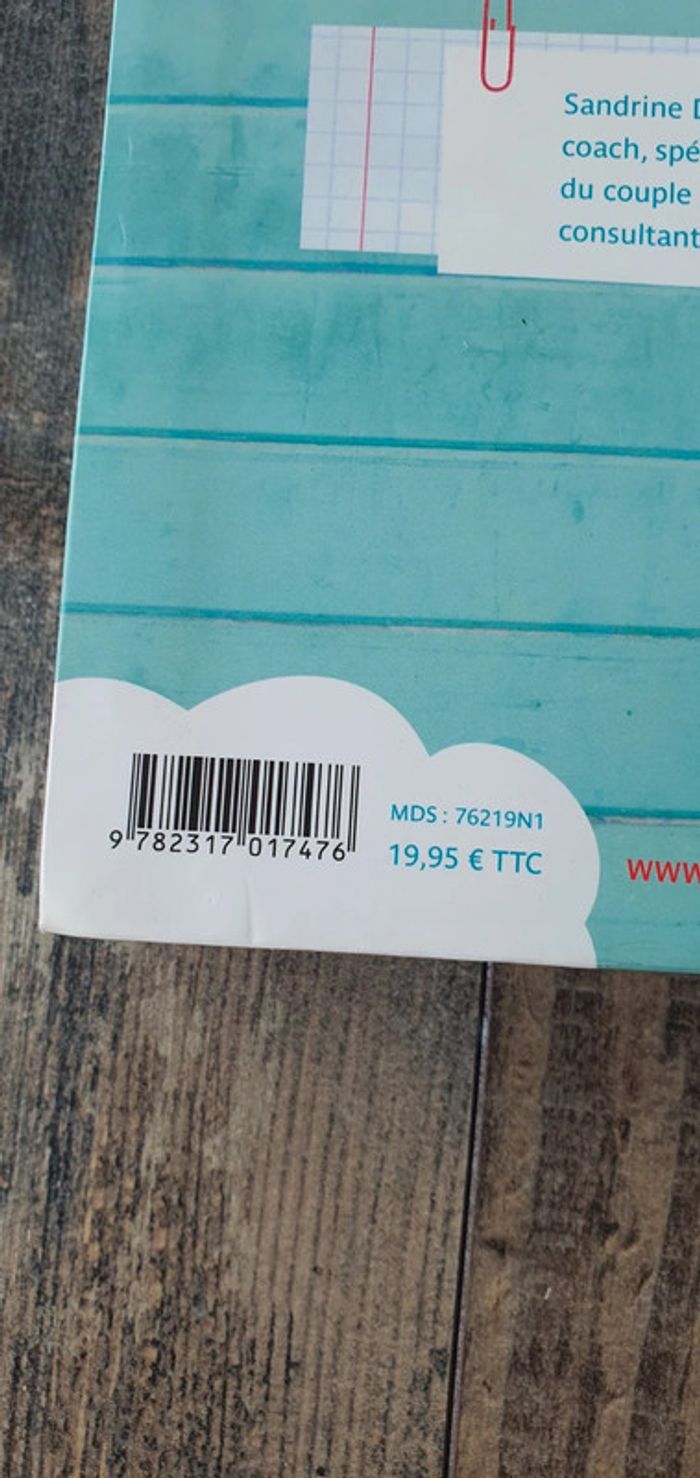 Sandrine
coach, spé
du couple
consultant
MDS : 76219N1
9 782317 017476
19,95 € TTC
www